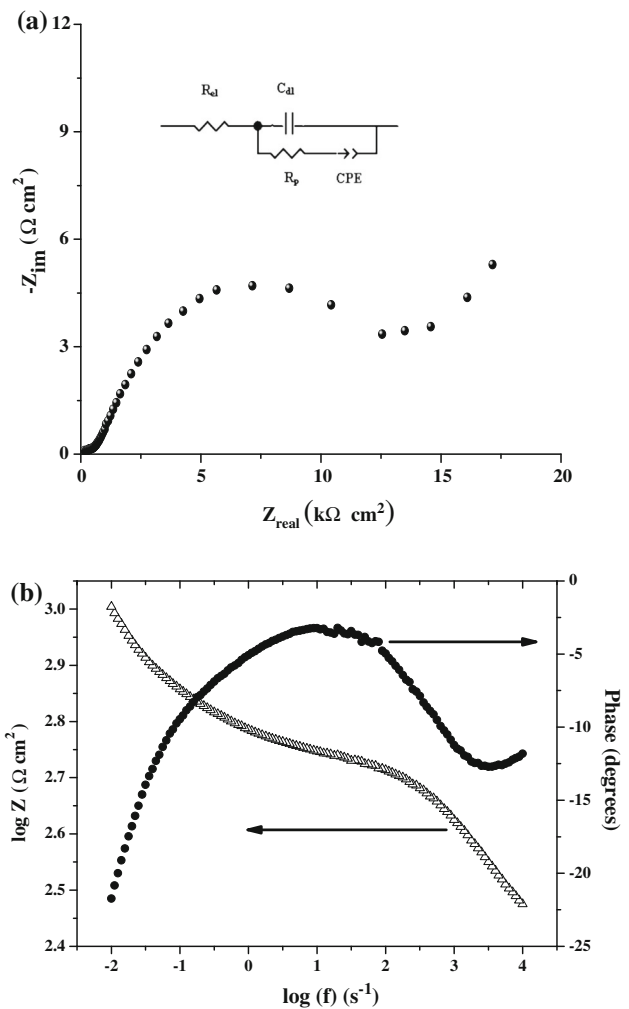 (a)
12
9
6
3
0
-Z_im (Ω cm²)
R_el
C_dl
R_p
CPE
0 5 10 15 20
Z_real (kΩ cm²)
(b)
3.0
2.9
2.8
2.7
2.6
2.5
2.4
log Z (Ω cm²)
0
-5
-10
-15
-20
-25
Phase (degrees)
-2 -1 0 1 2 3 4
log (f) (s⁻¹)